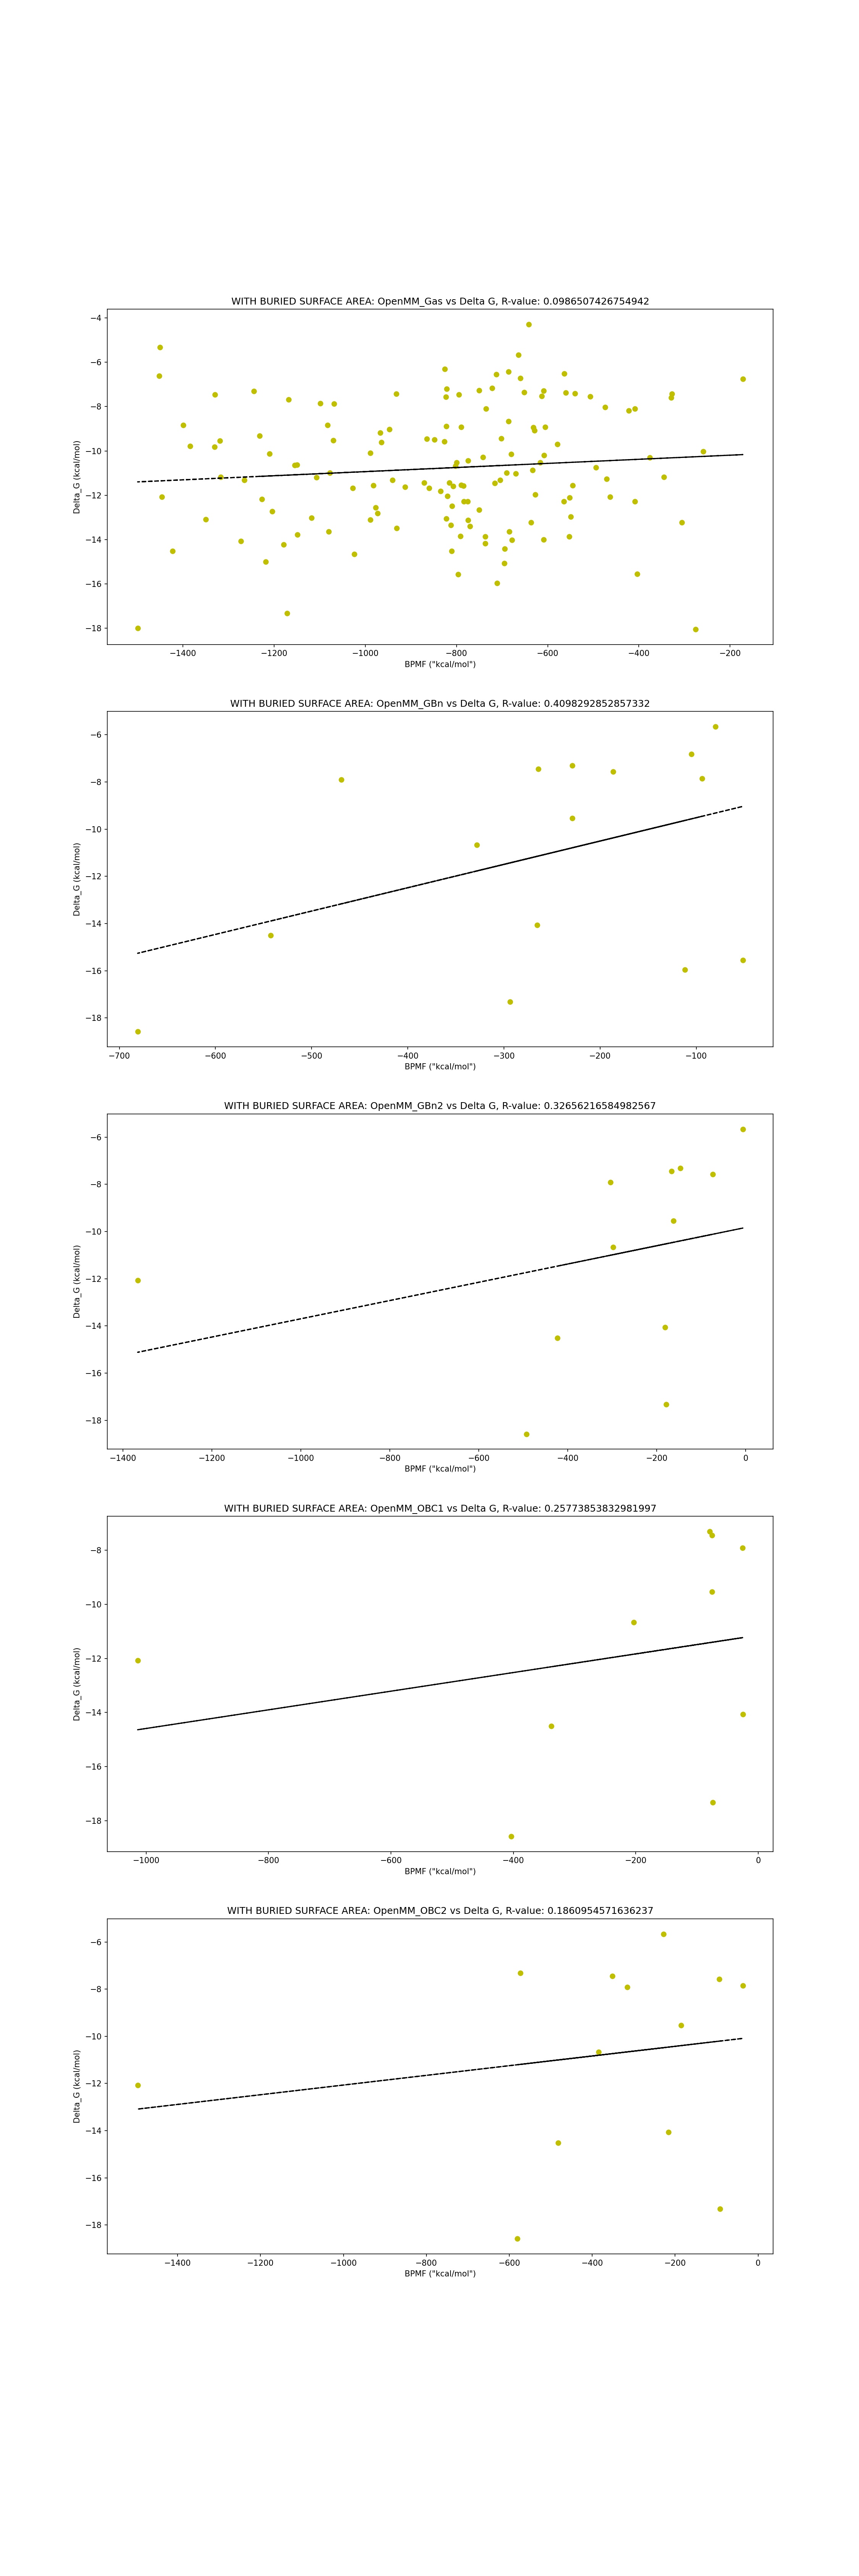 WITH BURIED SURFACE AREA: OpenMM_Gas vs Delta G, R-value: 0.0986507426754942
−4
−6
−8
−10
−12
−14
−16
−18
Delta_G (kcal/mol)
−1400 −1200 −1000 −800 −600 −400 −200
BPMF ("kcal/mol")
WITH BURIED SURFACE AREA: OpenMM_GBn vs Delta G, R-value: 0.4098292852857332
−6
−8
−10
−12
−14
−16
−18
Delta_G (kcal/mol)
−700 −600 −500 −400 −300 −200 −100
BPMF ("kcal/mol")
WITH BURIED SURFACE AREA: OpenMM_GBn2 vs Delta G, R-value: 0.32656216584982567
−6
−8
−10
−12
−14
−16
−18
Delta_G (kcal/mol)
−1400 −1200 −1000 −800 −600 −400 −200 0
BPMF ("kcal/mol")
WITH BURIED SURFACE AREA: OpenMM_OBC1 vs Delta G, R-value: 0.25773853832981997
−8
−10
−12
−14
−16
−18
Delta_G (kcal/mol)
−1000 −800 −600 −400 −200 0
BPMF ("kcal/mol")
WITH BURIED SURFACE AREA: OpenMM_OBC2 vs Delta G, R-value: 0.1860954571636237
−6
−8
−10
−12
−14
−16
−18
Delta_G (kcal/mol)
−1400 −1200 −1000 −800 −600 −400 −200 0
BPMF ("kcal/mol")